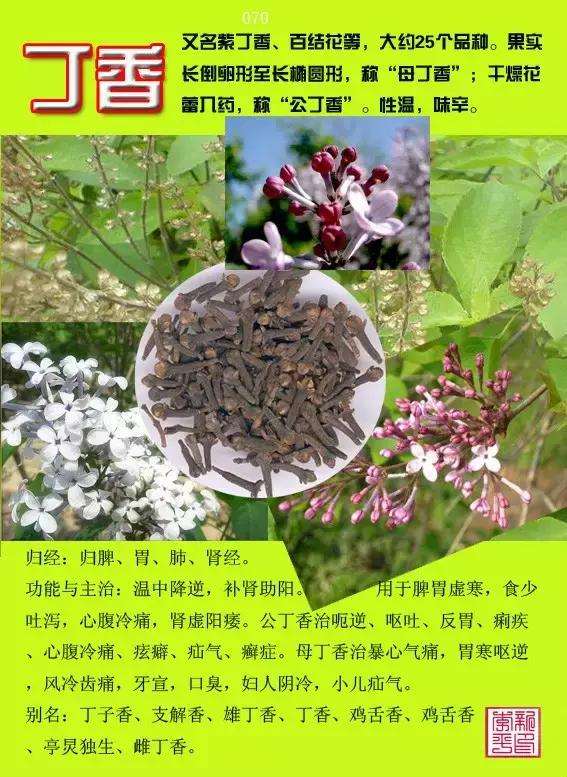 070
丁香
又名紫丁香、百结花等，大约25个品种。果实
长倒卵形至长椭圆形，称“母丁香”；干燥花
蕾入药，称“公丁香”。性温，味辛。
归经：归脾、胃、肺、肾经。
功能与主治：温中降逆，补肾助阳。 用于脾胃虚寒，食少
吐泻，心腹冷痛，肾虚阳痿。公丁香治呃逆、呕吐、反胃、痢疾
、心腹冷痛、痃癖、疝气、癣症。母丁香治暴心气痛，胃寒呕逆
，风冷齿痛，牙宣，口臭，妇人阴冷，小儿疝气。
别名：丁子香、支解香、雄丁香、丁香、鸡舌香、鸡舌香
、亭炅独生、雌丁香。